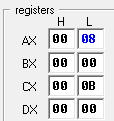 registers
H L
AX 00 08
BX 00 00
CX 00 0B
DX 00 00